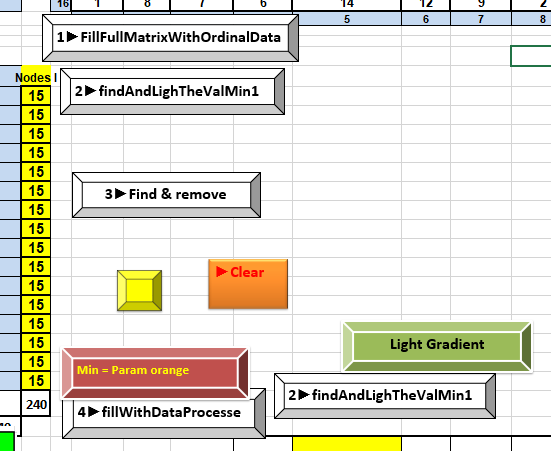 16 1 8 7 6 14 12 9 2
5 6 7 8
1►FillFullMatrixWithOrdinalData
Nodes I
2►findAndLighTheValMin1
15
15
15
15
15
3►Find & remove
15
15
15
15
15
►Clear
15
15
15
Light Gradient
15
Min = Param orange
15
15
2►findAndLighTheValMin1
240
4►fillWithDataProcesse